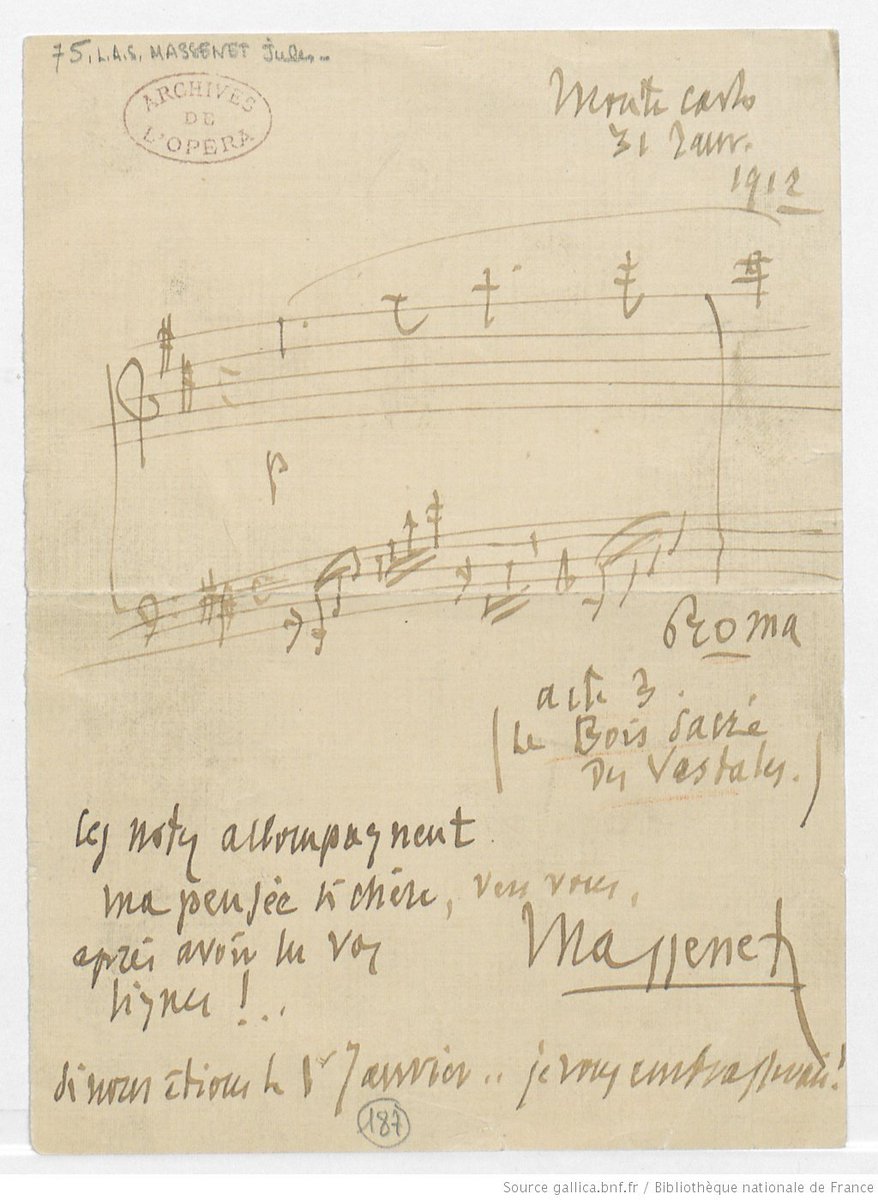 75. L.A.S. MASSENET Jules
ARCHIVES
DE
L'OPÉRA
Monte Carlo
31 Janv.
1912
p
Roma
acte 3.
(Le Bois sacré
des Vestales.)
Ces notes accompagnent
ma pensée si chère, vers vous,
après avoir lu vos
lignes !...
Massenet
si nous étions le 1er Janvier .. je vous embrasserais !
187
Source gallica.bnf.fr / Bibliothèque nationale de France